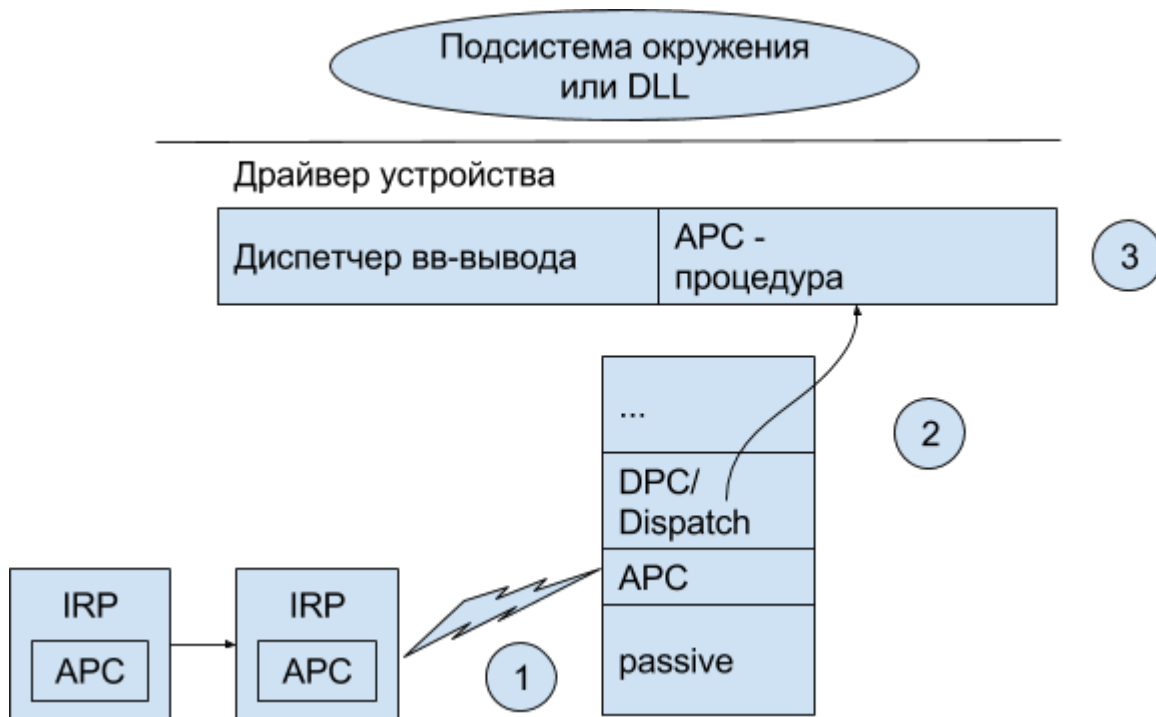 Подсистема окружения
или DLL
Драйвер устройства
Диспетчер вв-вывода
APC -
процедура
3
...
2
DPC/
Dispatch
APC
IRP
APC
IRP
APC
1
passive